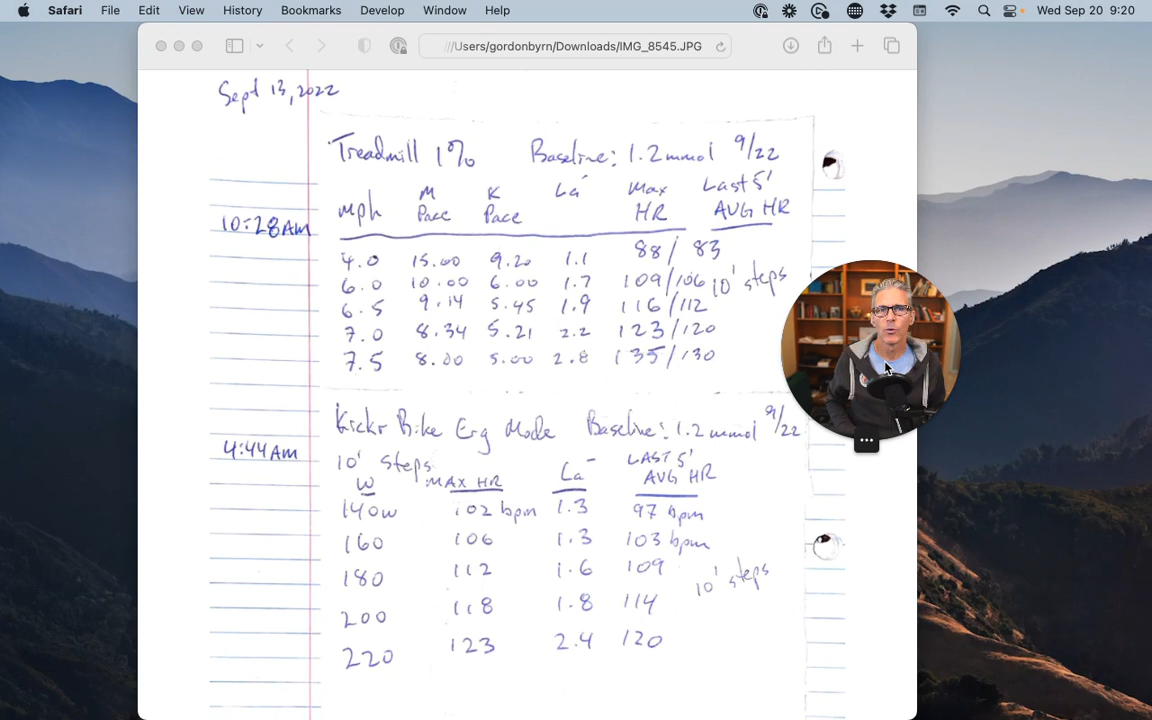 Safari File Edit View History Bookmarks Develop Window Help Wed Sep 20 9:20
///Users/gordonbyrn/Downloads/IMG_8545.JPG
Sept 13, 2022
Treadmill 1% Baseline: 1.2 mmol 9/22
mph M Pace K Pace La- Max HR Last 5' AVG HR
10:28AM
4.0 15.00 9.20 1.1 88/ 83
6.0 10.00 6.00 1.7 109/106 10' steps
6.5 9.14 5.45 1.9 116/112
7.0 8.34 5.21 2.2 123/120
7.5 8.00 5.00 2.8 135/130
Kickr Bike Erg Mode Baseline: 1.2 mmol 9/22
4:44AM
10' steps
W MAX HR La- LAST 5' AVG HR
140w 102 bpm 1.3 97 bpm
160 106 1.3 103 bpm
180 112 1.6 109
10' steps
200 118 1.8 114
220 123 2.4 120